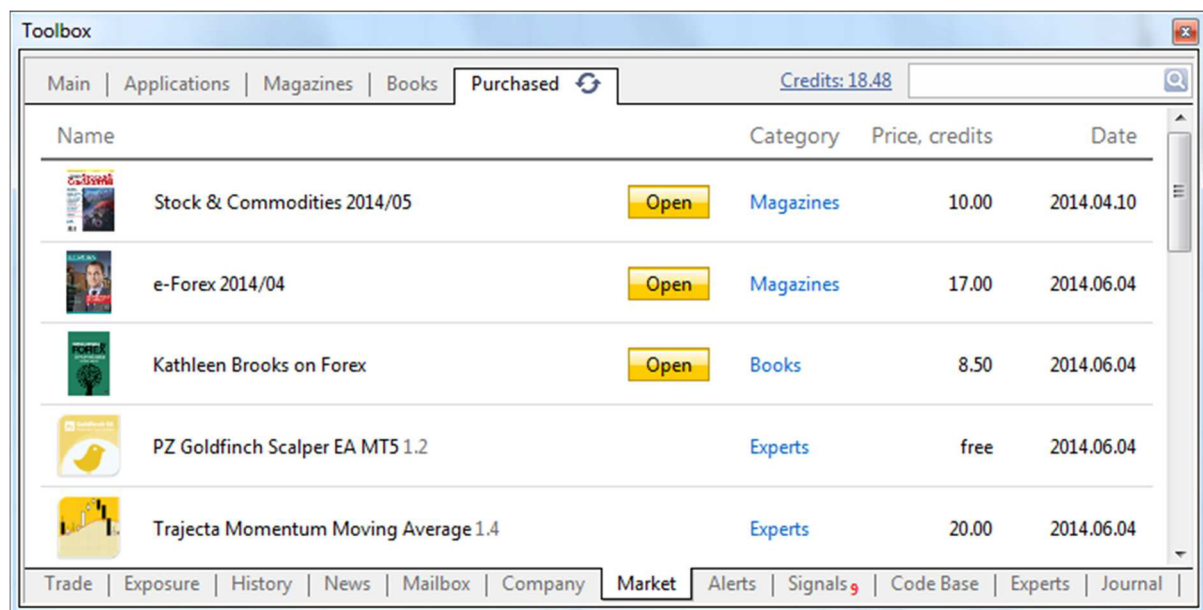 Toolbox
Main | Applications | Magazines | Books Purchased Credits: 18.48
Name Category Price, credits Date
Stock & Commodities 2014/05 Open Magazines 10.00 2014.04.10
e-Forex 2014/04 Open Magazines 17.00 2014.06.04
FOREX
Kathleen Brooks on Forex Open Books 8.50 2014.06.04
PZ Goldfinch Scalper EA MT5 1.2 Experts free 2014.06.04
Trajecta Momentum Moving Average 1.4 Experts 20.00 2014.06.04
Trade | Exposure | History | News | Mailbox | Company Market Alerts | Signals 9 | Code Base | Experts | Journal |